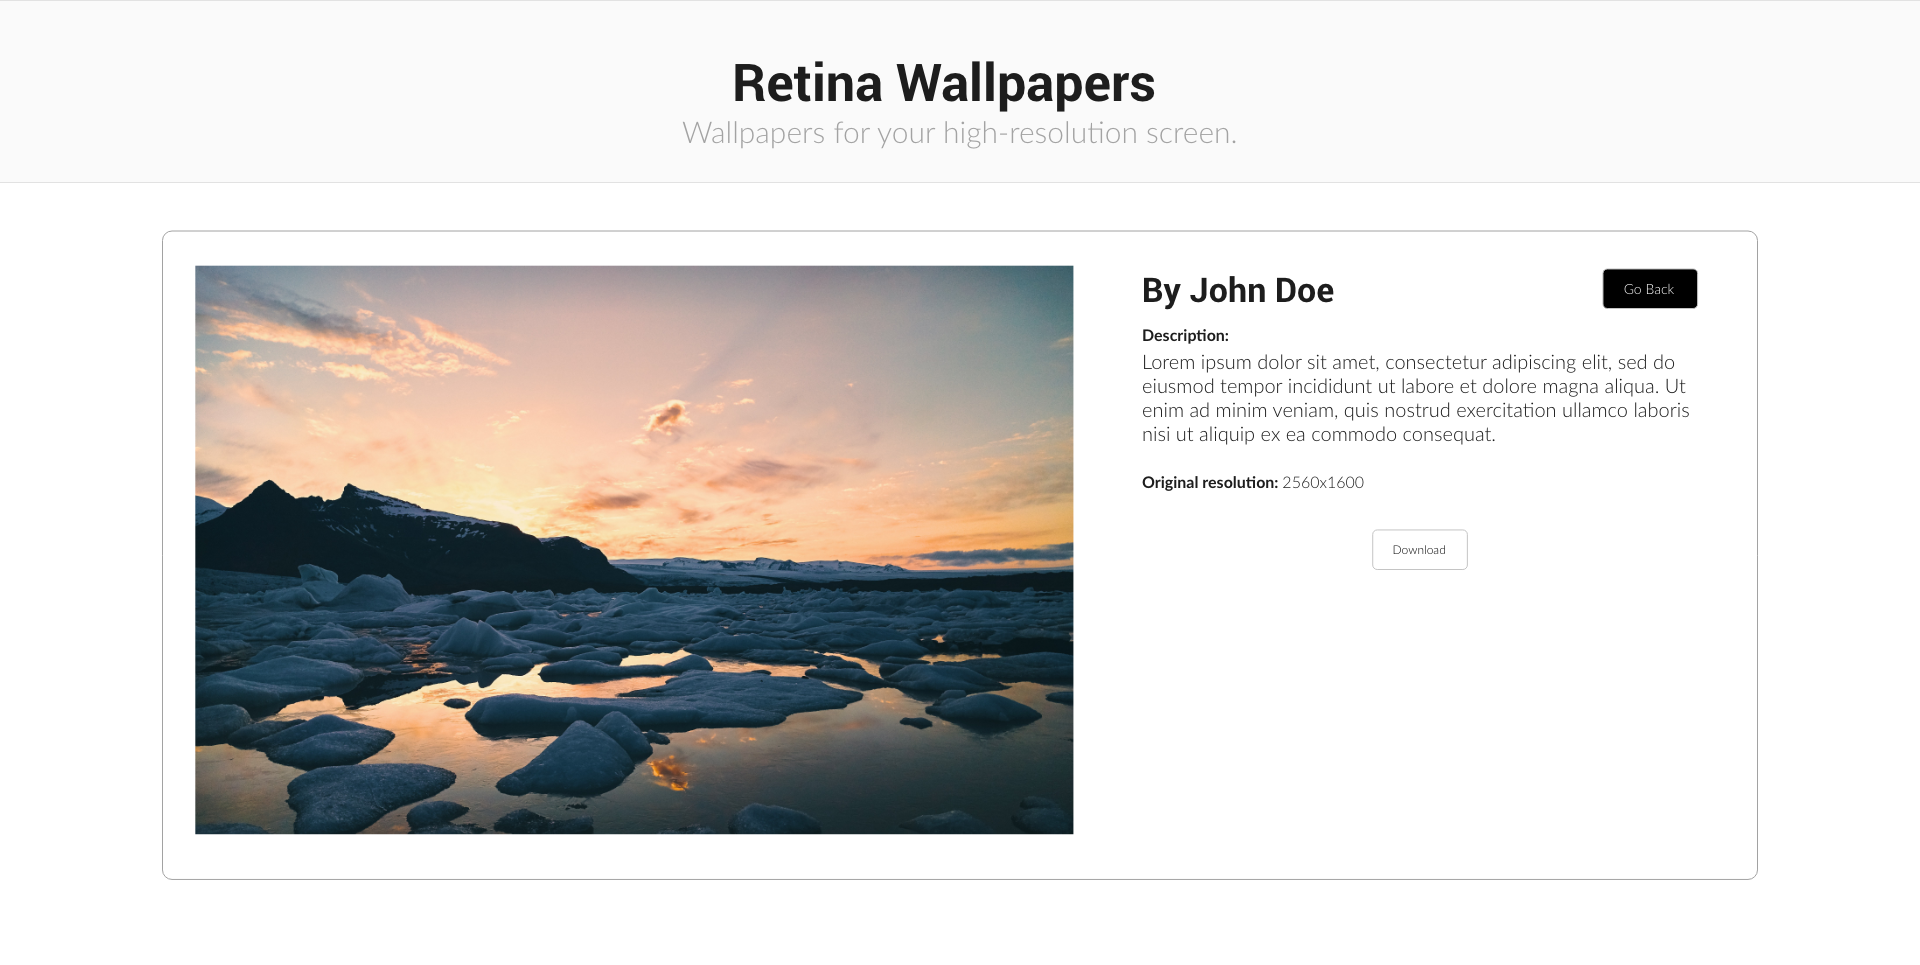 Retina Wallpapers
Wallpapers for your high-resolution screen.
By John Doe
Go Back
Description:
Lorem ipsum dolor sit amet, consectetur adipiscing elit, sed do
eiusmod tempor incididunt ut labore et dolore magna aliqua. Ut
enim ad minim veniam, quis nostrud exercitation ullamco laboris
nisi ut aliquip ex ea commodo consequat.
Original resolution: 2560x1600
Download